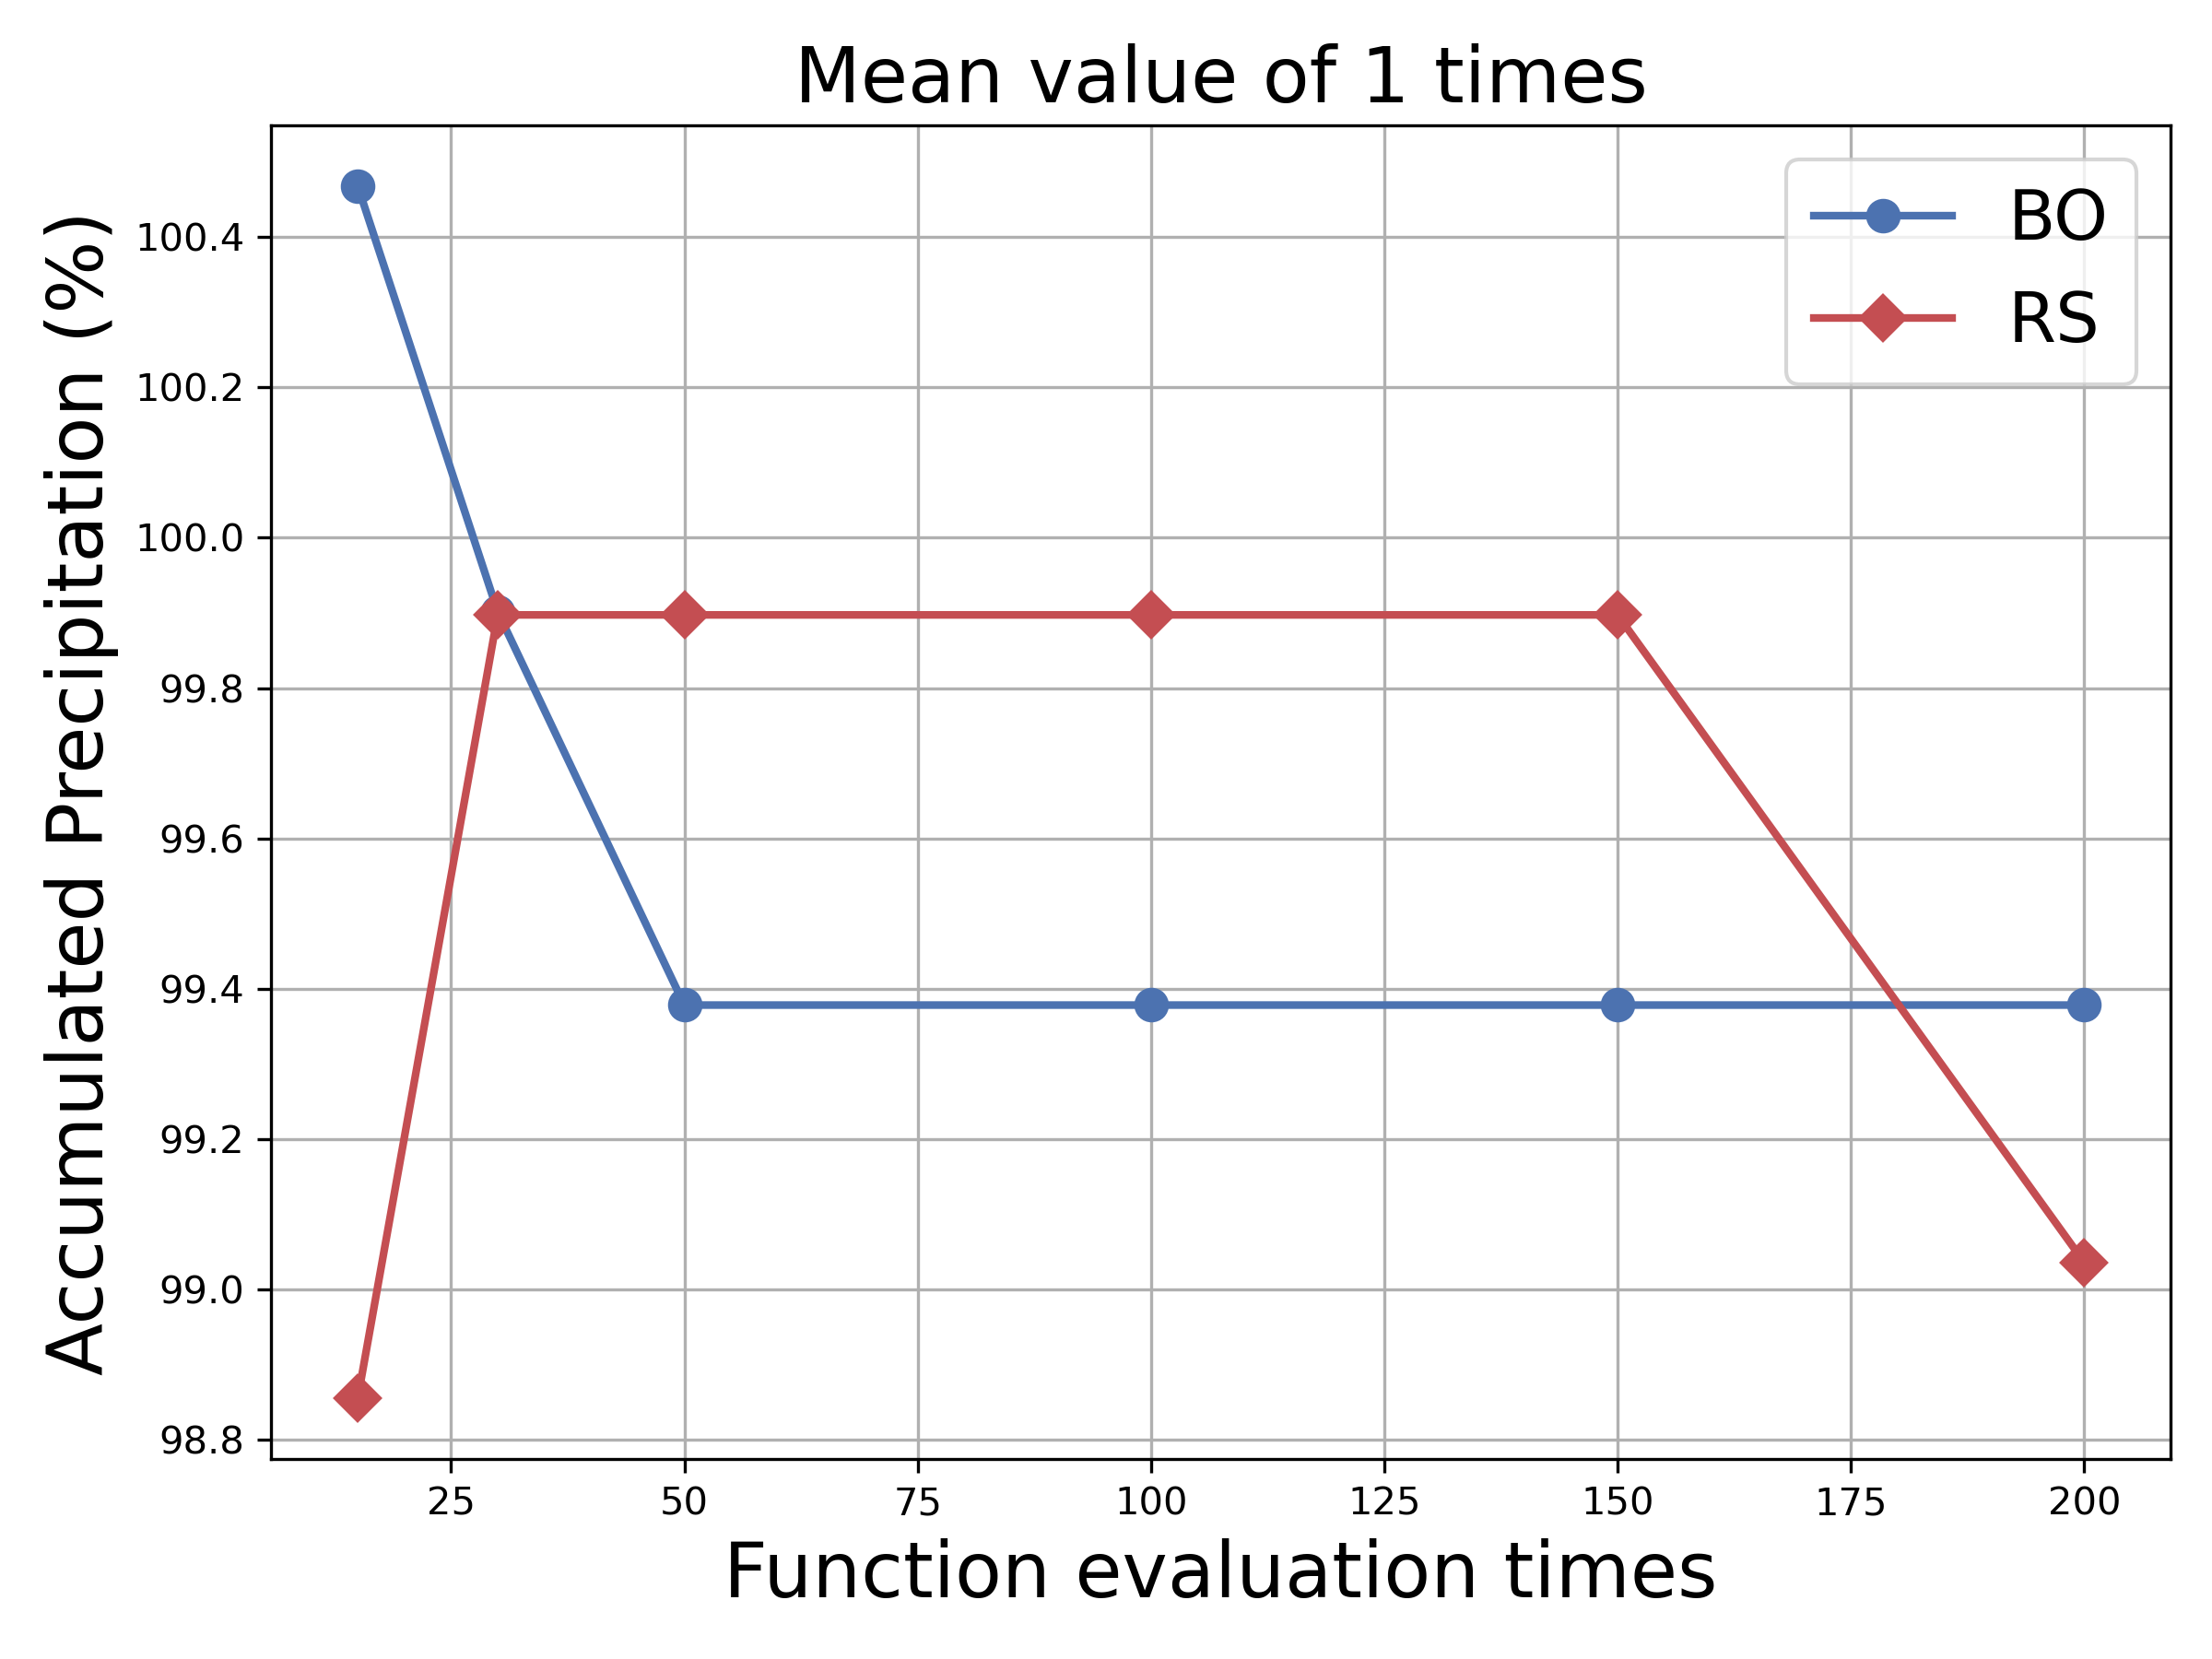 Mean value of 1 times
BO
RS
Accumulated Precipitation (%)
100.4
100.2
100.0
99.8
99.6
99.4
99.2
99.0
98.8
25 50 75 100 125 150 175 200
Function evaluation times